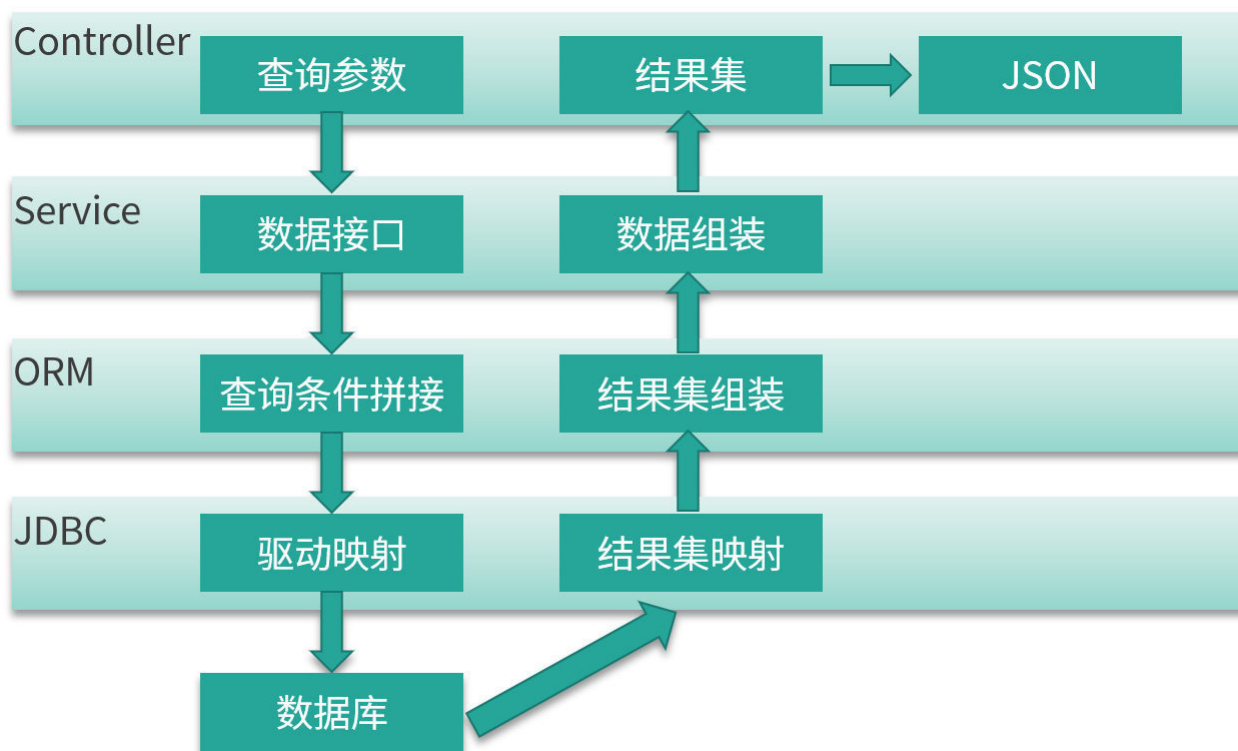 Controller
查询参数
结果集
JSON
Service
数据接口
数据组装
ORM
查询条件拼接
结果集组装
JDBC
驱动映射
结果集映射
数据库